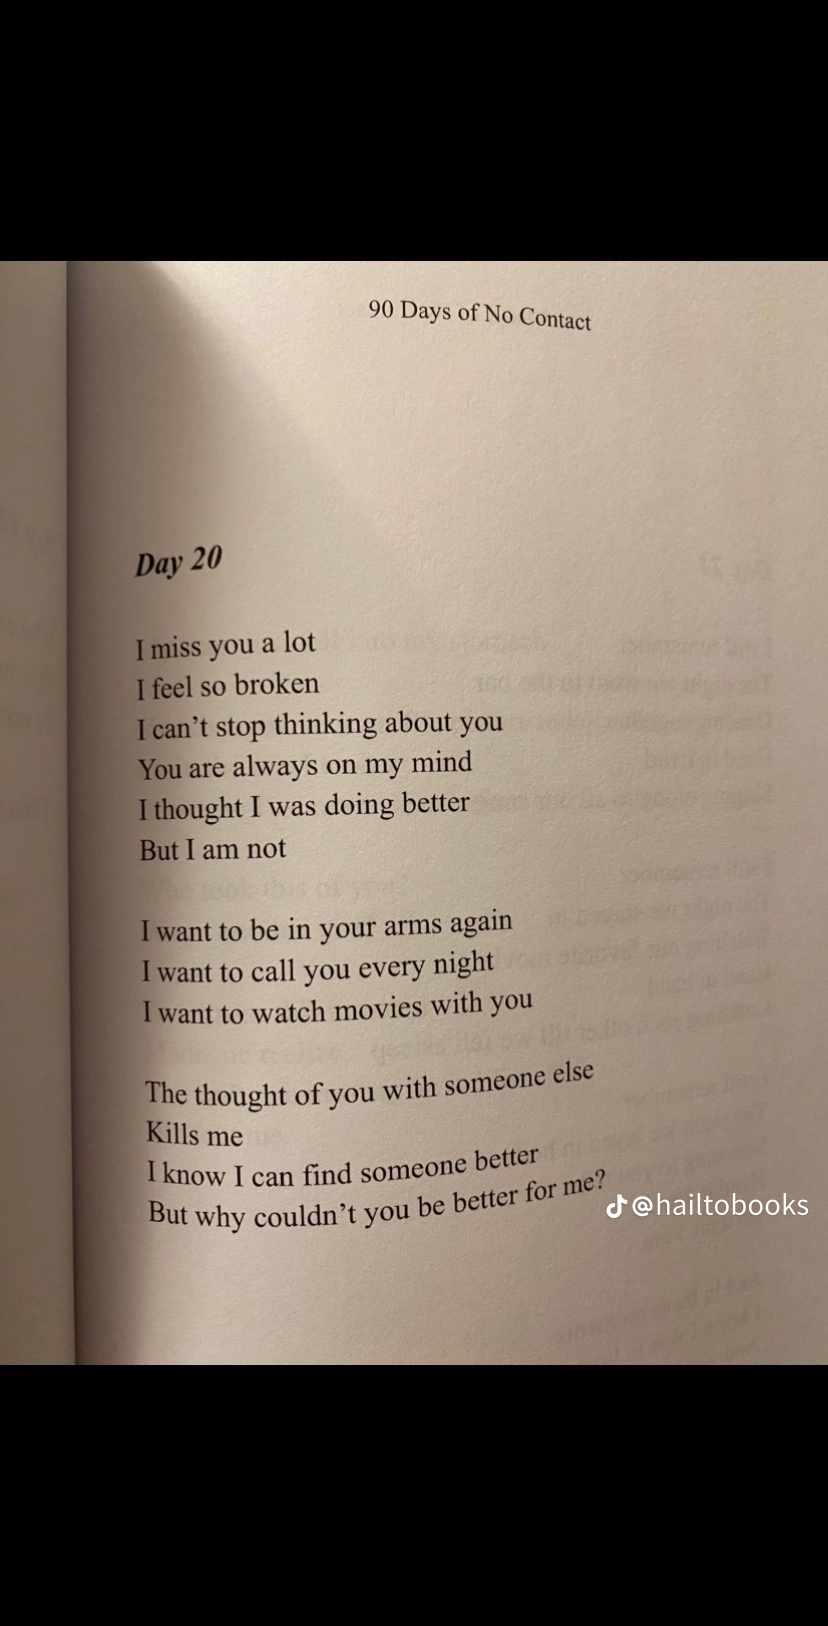 90 Days of No Contact
Day 20
I miss you a lot
I feel so broken
I can't stop thinking about you
You are always on my mind
I thought I was doing better
But I am not
I want to be in your arms again
I want to call you every night
I want to watch movies with you
The thought of you with someone else
Kills me
I know I can find someone better
But why couldn't you be better for me?
@hailtobooks